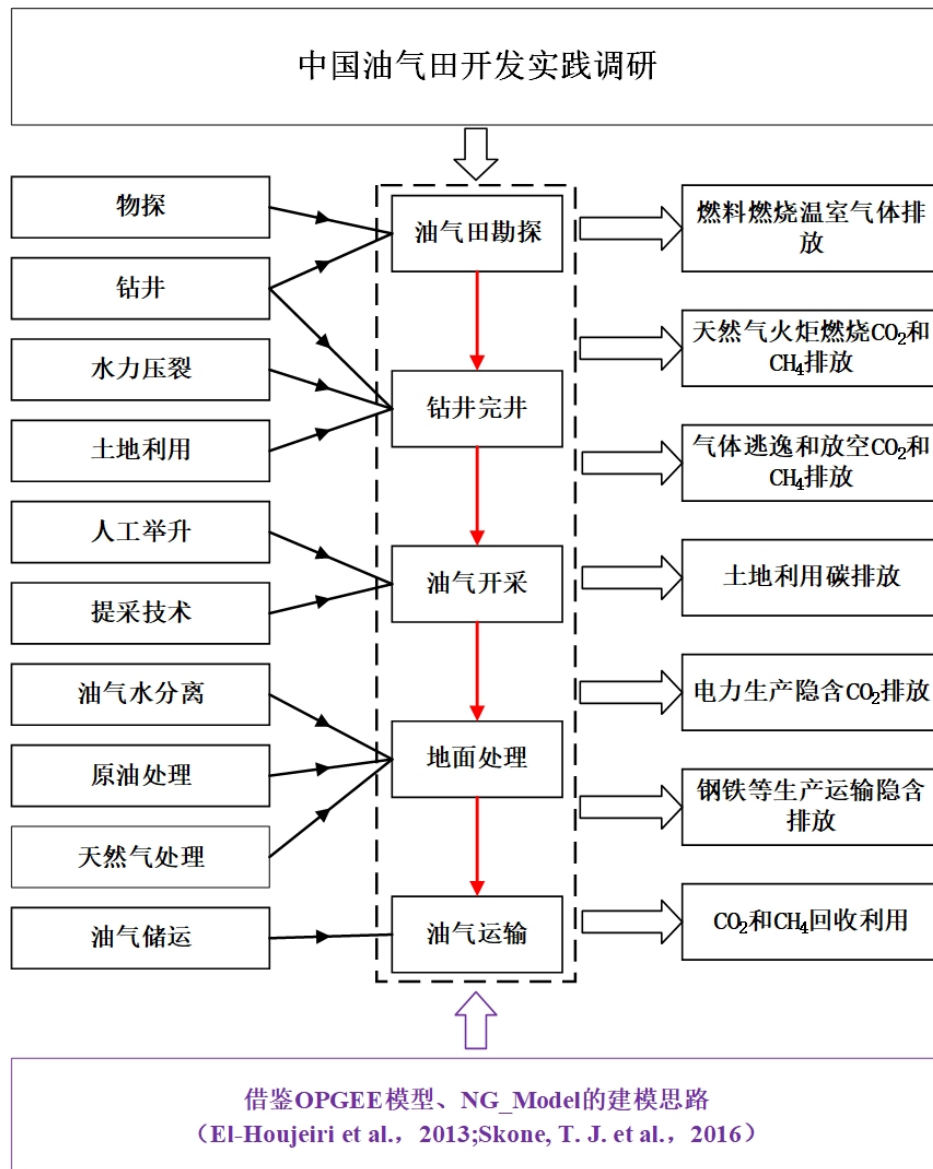 中国油气田开发实践调研
物探
钻井
水力压裂
土地利用
人工举升
提采技术
油气水分离
原油处理
天然气处理
油气储运
油气田勘探
钻井完井
油气开采
地面处理
油气运输
燃料燃烧温室气体排
放
天然气火炬燃烧CO₂和
CH₄排放
气体逃逸和放空CO₂和
CH₄排放
土地利用碳排放
电力生产隐含CO₂排放
钢铁等生产运输隐含
排放
CO₂和CH₄回收利用
借鉴OPGEE模型、NG_Model的建模思路
（El-Houjeiri et al.，2013;Skone, T. J. et al.，2016）